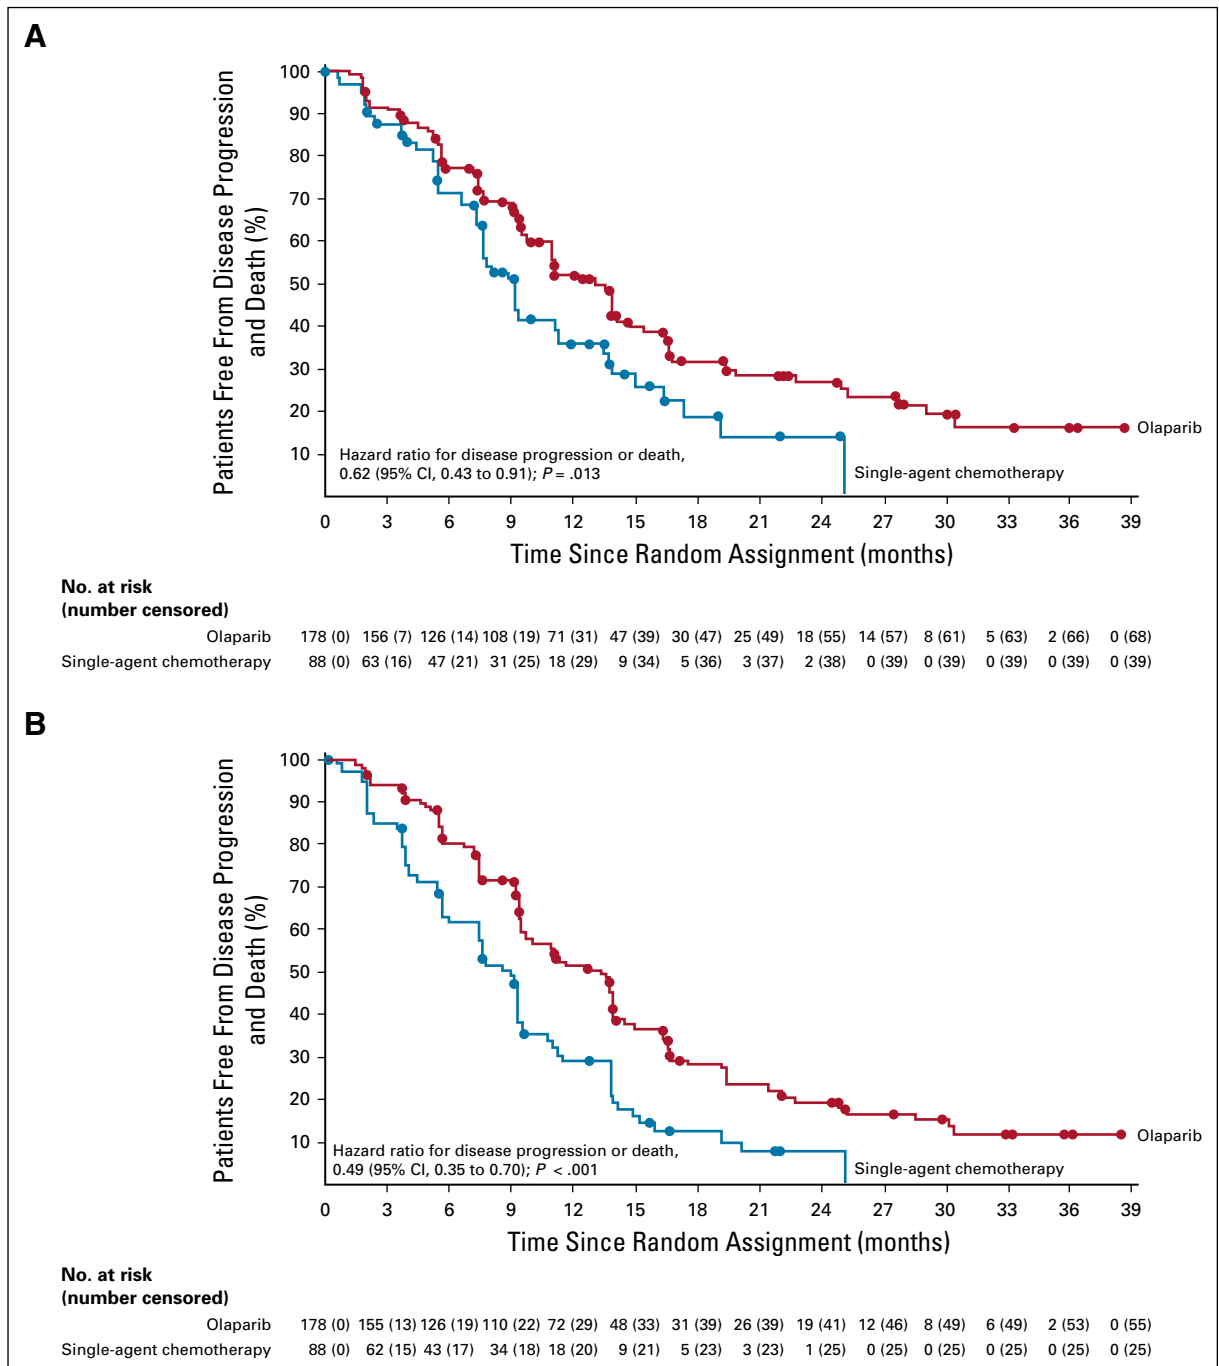 A
Patients Free From Disease Progression
and Death (%)
100
90
80
70
60
50
40
30
20
10
Olaparib
Hazard ratio for disease progression or death,
0.62 (95% CI, 0.43 to 0.91); P = .013
Single-agent chemotherapy
0 3 6 9 12 15 18 21 24 27 30 33 36 39
Time Since Random Assignment (months)
No. at risk
(number censored)
Olaparib 178 (0) 156 (7) 126 (14) 108 (19) 71 (31) 47 (39) 30 (47) 25 (49) 18 (55) 14 (57) 8 (61) 5 (63) 2 (66) 0 (68)
Single-agent chemotherapy 88 (0) 63 (16) 47 (21) 31 (25) 18 (29) 9 (34) 5 (36) 3 (37) 2 (38) 0 (39) 0 (39) 0 (39) 0 (39) 0 (39)
B
Patients Free From Disease Progression
and Death (%)
100
90
80
70
60
50
40
30
20
10
Olaparib
Hazard ratio for disease progression or death,
0.49 (95% CI, 0.35 to 0.70); P < .001
Single-agent chemotherapy
0 3 6 9 12 15 18 21 24 27 30 33 36 39
Time Since Random Assignment (months)
No. at risk
(number censored)
Olaparib 178 (0) 155 (13) 126 (19) 110 (22) 72 (29) 48 (33) 31 (39) 26 (39) 19 (41) 12 (46) 8 (49) 6 (49) 2 (53) 0 (55)
Single-agent chemotherapy 88 (0) 62 (15) 43 (17) 34 (18) 18 (20) 9 (21) 5 (23) 3 (23) 1 (25) 0 (25) 0 (25) 0 (25) 0 (25) 0 (25)